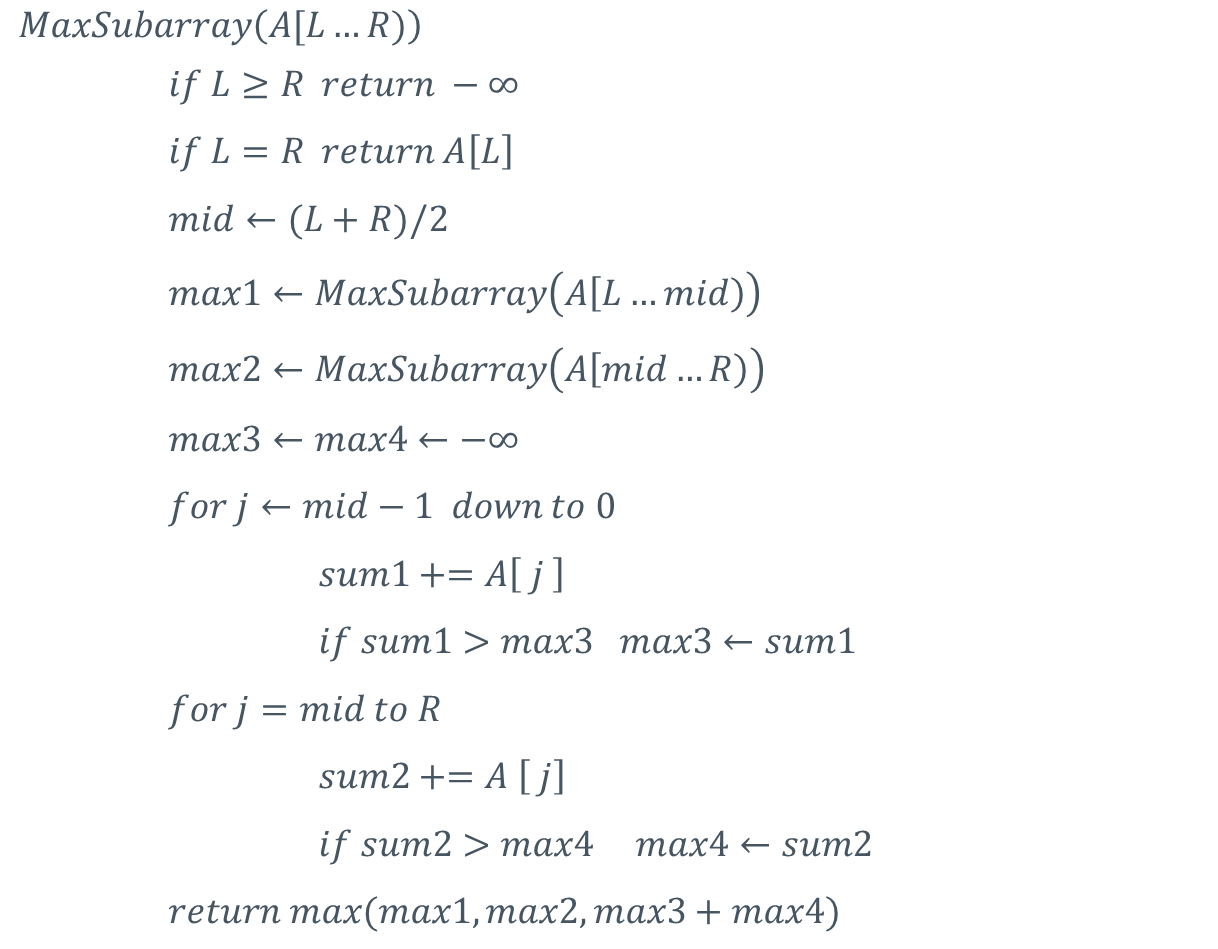 MaxSubarray(A[L … R))
if L ≥ R return − ∞
if L = R return A[L]
mid ← (L + R)/2
max1 ← MaxSubarray(A[L … mid))
max2 ← MaxSubarray(A[mid … R))
max3 ← max4 ← −∞
for j ← mid − 1 down to 0
sum1 += A[ j ]
if sum1 > max3 max3 ← sum1
for j = mid to R
sum2 += A [ j]
if sum2 > max4 max4 ← sum2
return max(max1, max2, max3 + max4)